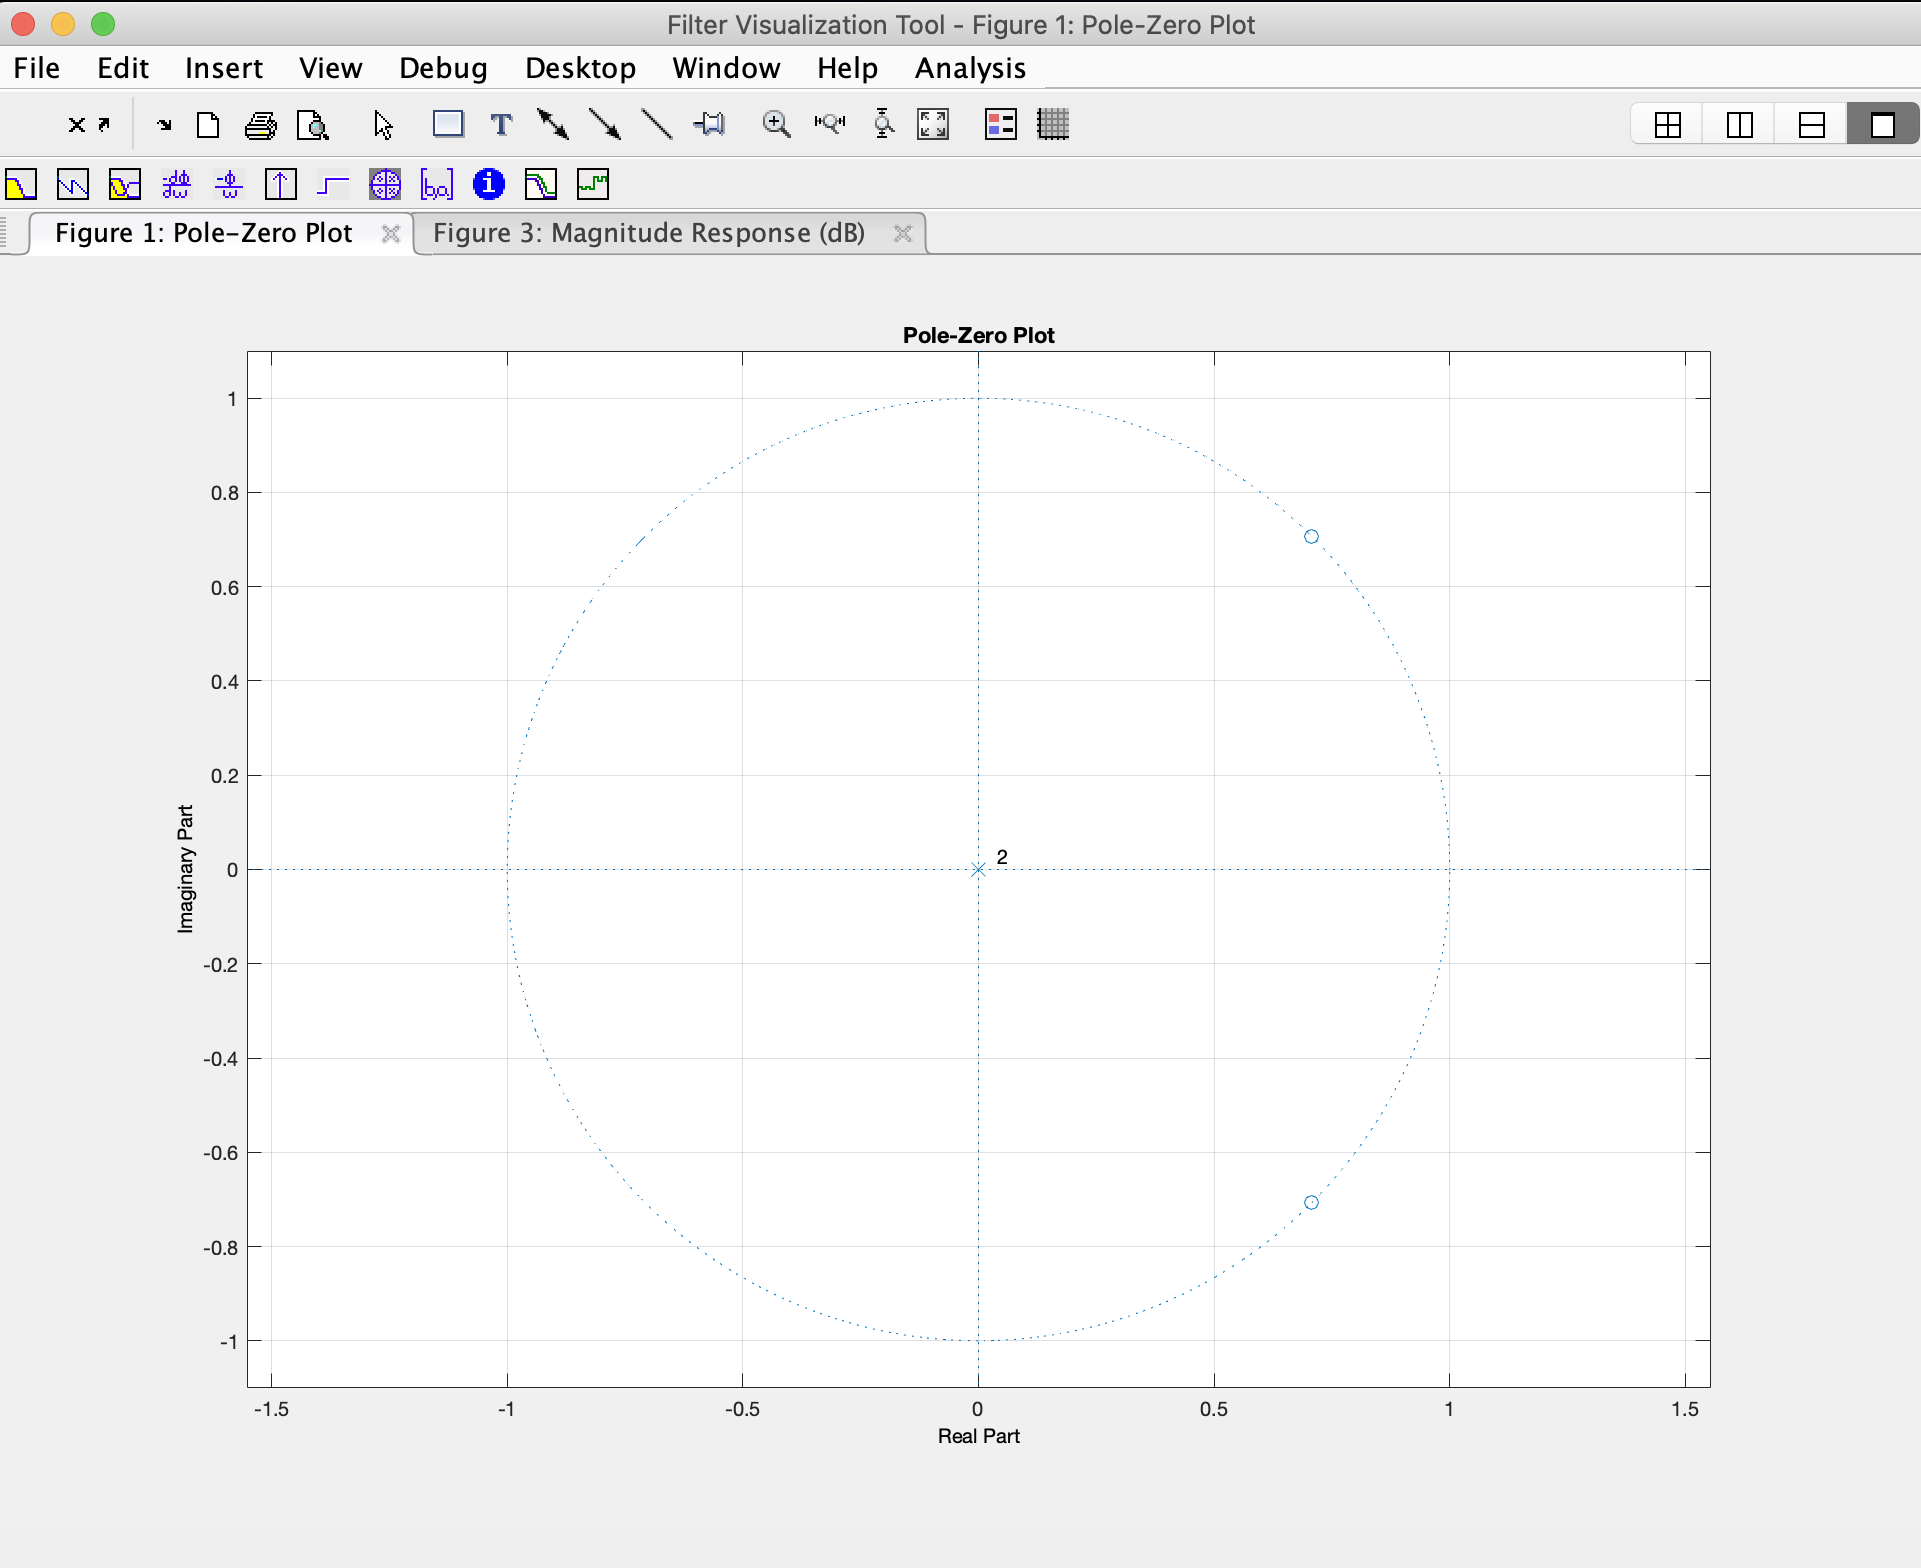 Filter Visualization Tool - Figure 1: Pole-Zero Plot
File Edit Insert View Debug Desktop Window Help Analysis
Figure 1: Pole-Zero Plot Figure 3: Magnitude Response (dB)
Pole-Zero Plot
1
0.8
0.6
0.4
0.2
0
-0.2
-0.4
-0.6
-0.8
-1
Imaginary Part
2
-1.5 -1 -0.5 0 0.5 1 1.5
Real Part